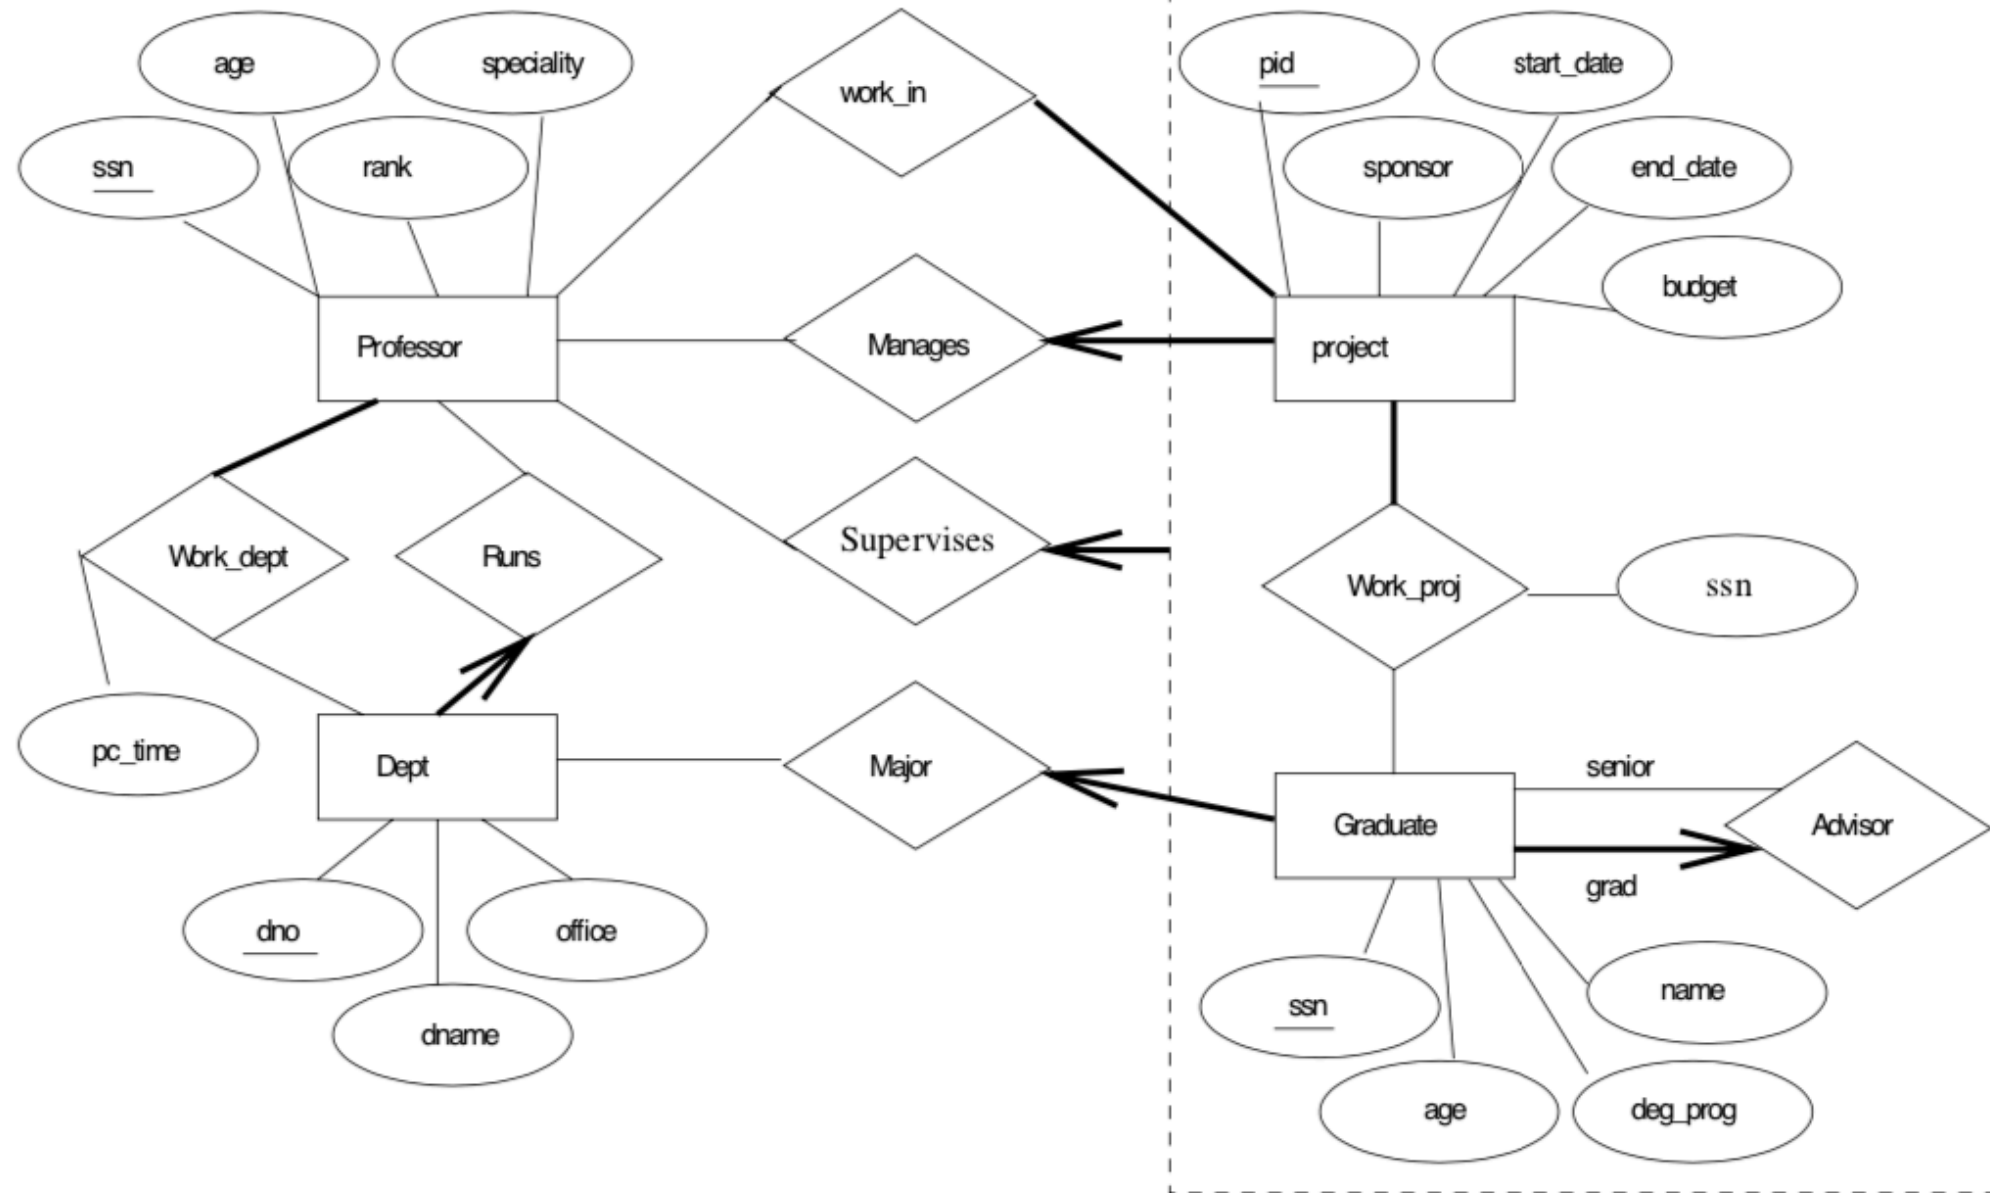 age
speciality
work_in
pid
start_date
ssn
rank
sponsor
end_date
budget
Professor
Manages
project
Work_dept
Runs
Supervises
Work_proj
ssn
pc_time
Dept
Major
senior
Graduate
Advisor
grad
dno
office
name
ssn
dname
age
deg_prog